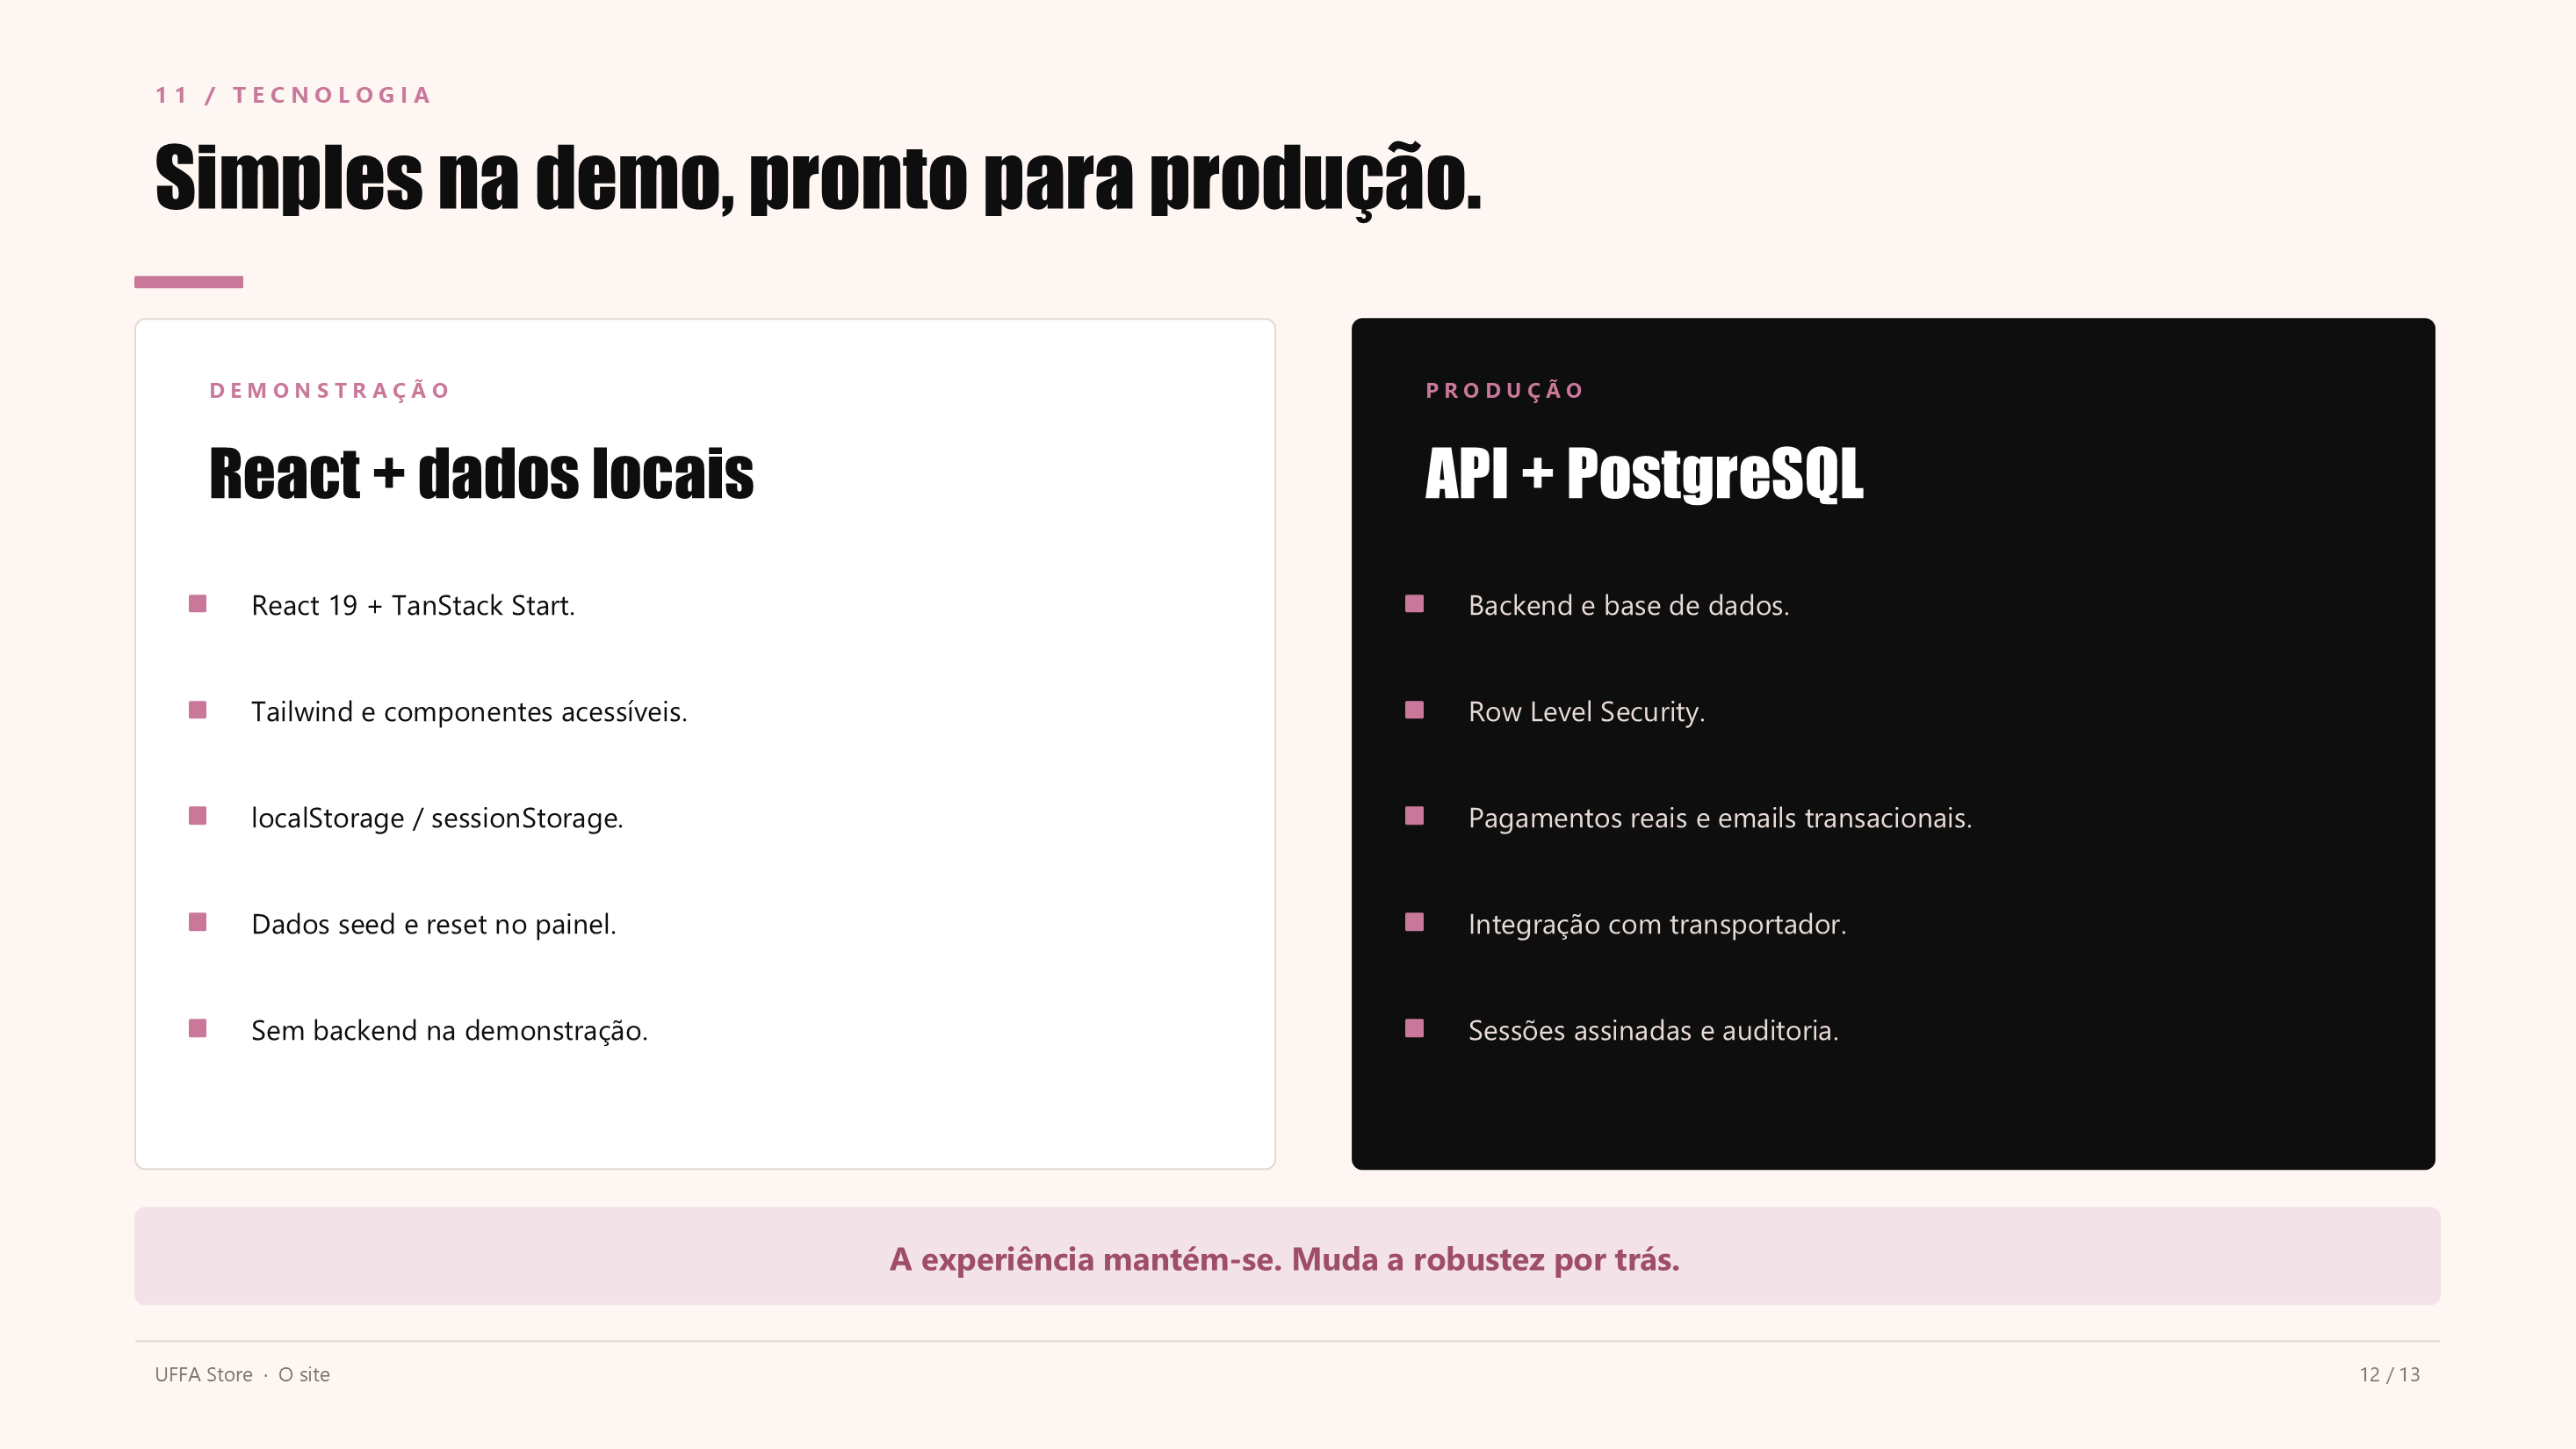 11 / TECNOLOGIA
Simples na demo, pronto para produção.
DEMONSTRAÇÃO
React + dados locais
React 19 + TanStack Start.
Tailwind e componentes acessíveis.
localStorage / sessionStorage.
Dados seed e reset no painel.
Sem backend na demonstração.
PRODUÇÃO
API + PostgreSQL
Backend e base de dados.
Row Level Security.
Pagamentos reais e emails transacionais.
Integração com transportador.
Sessões assinadas e auditoria.
A experiência mantém-se. Muda a robustez por trás.
UFFA Store · O site
12 / 13